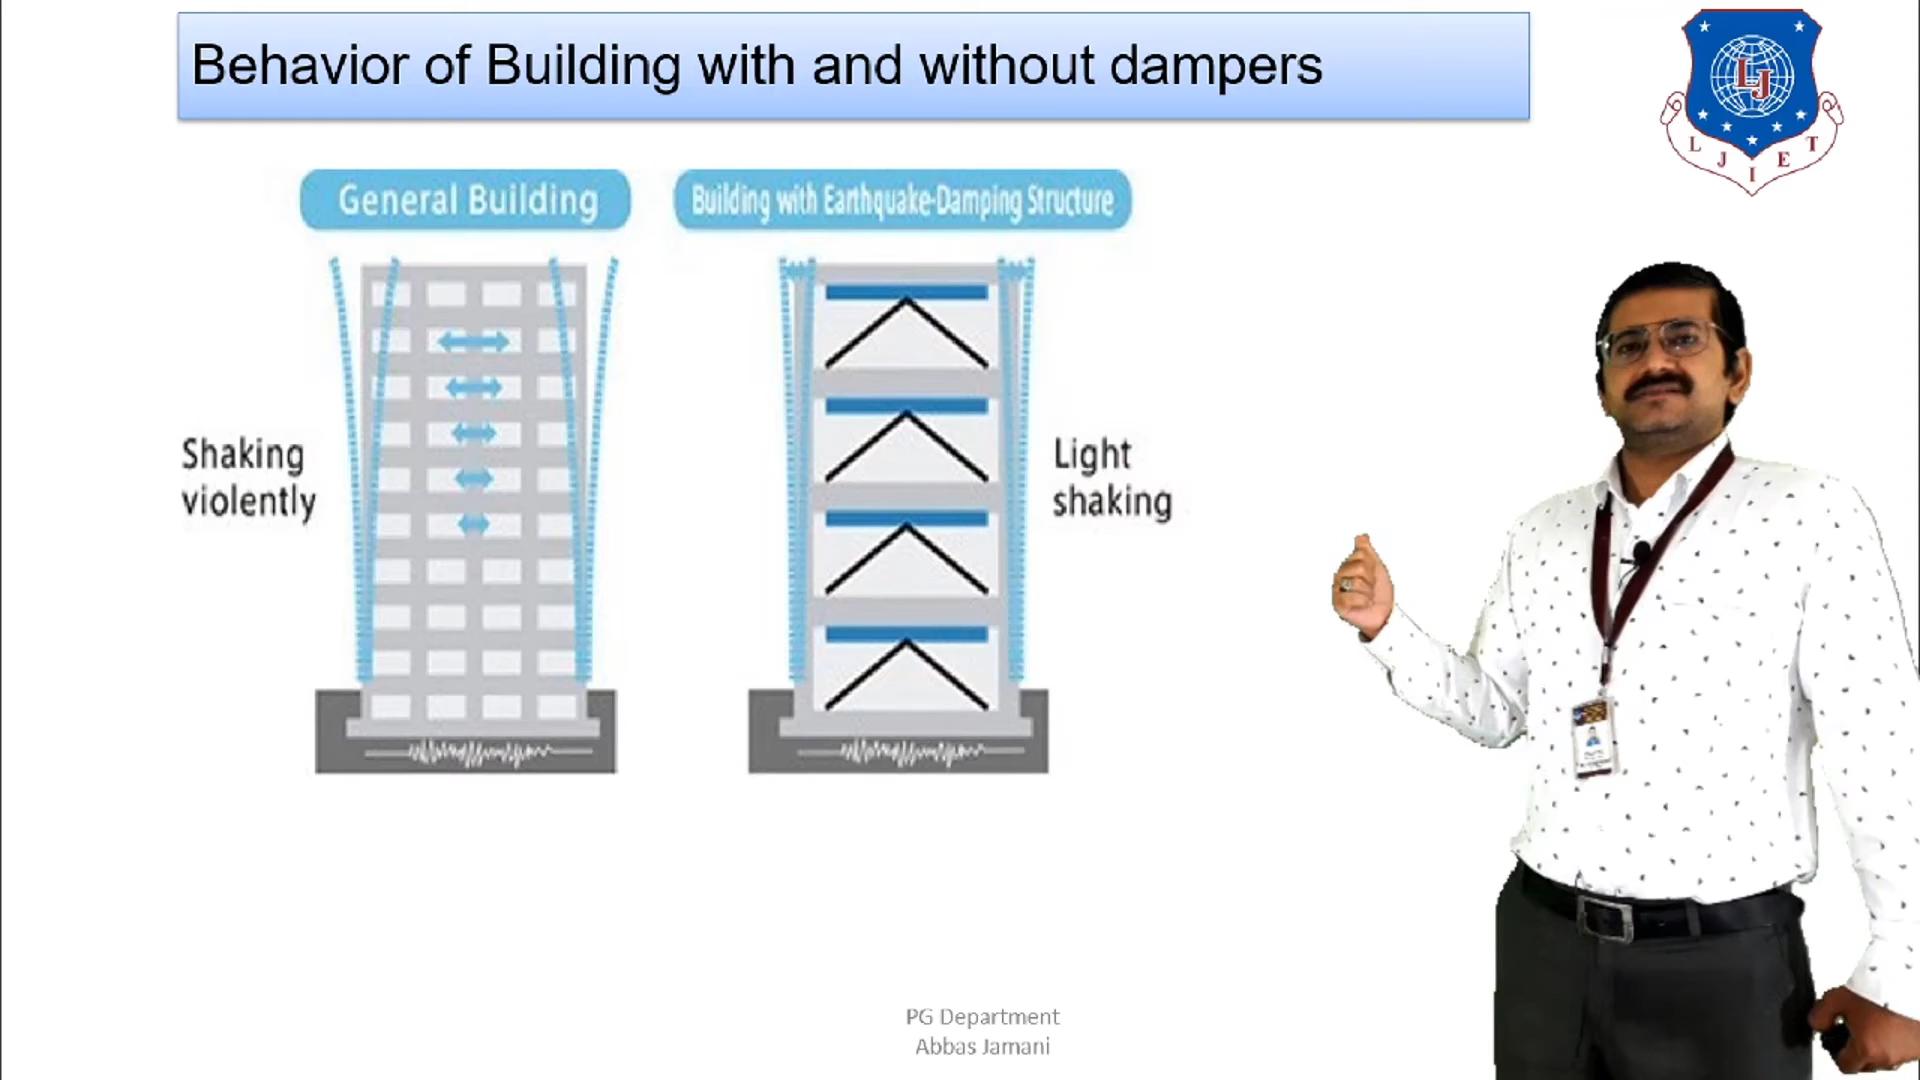 Behavior of Building with and without dampers
LJ
L J I E T
General Building
Building with Earthquake-Damping Structure
Shaking
violently
Light
shaking
PG Department
Abbas Jamani